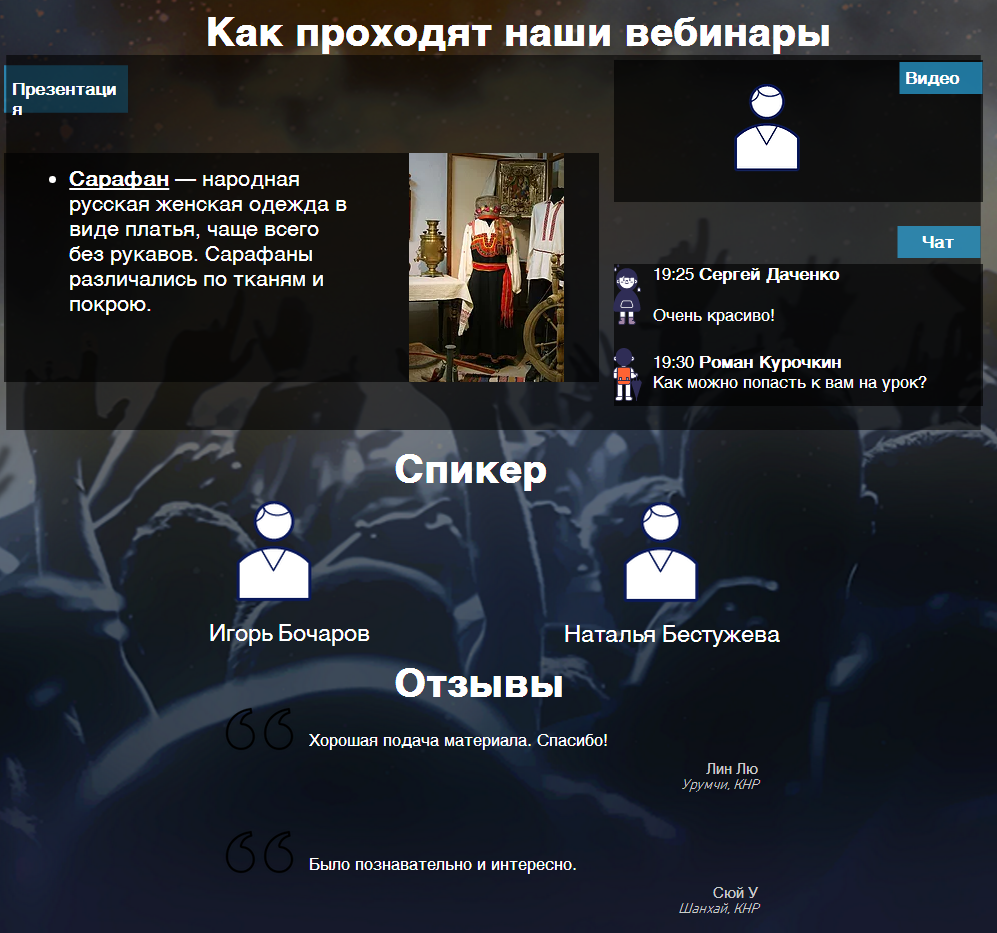 Как проходят наши вебинары
Презентаци
я
Видео
Сарафан — народная
русская женская одежда в
виде платья, чаще всего
без рукавов. Сарафаны
различались по тканям и
покрою.
Чат
19:25 Сергей Даченко
Очень красиво!
19:30 Роман Курочкин
Как можно попасть к вам на урок?
Спикер
Игорь Бочаров
Наталья Бестужева
Отзывы
Хорошая подача материала. Спасибо!
Лин Лю
Урумчи, КНР
Было познавательно и интересно.
Сюй У
Шанхай, КНР